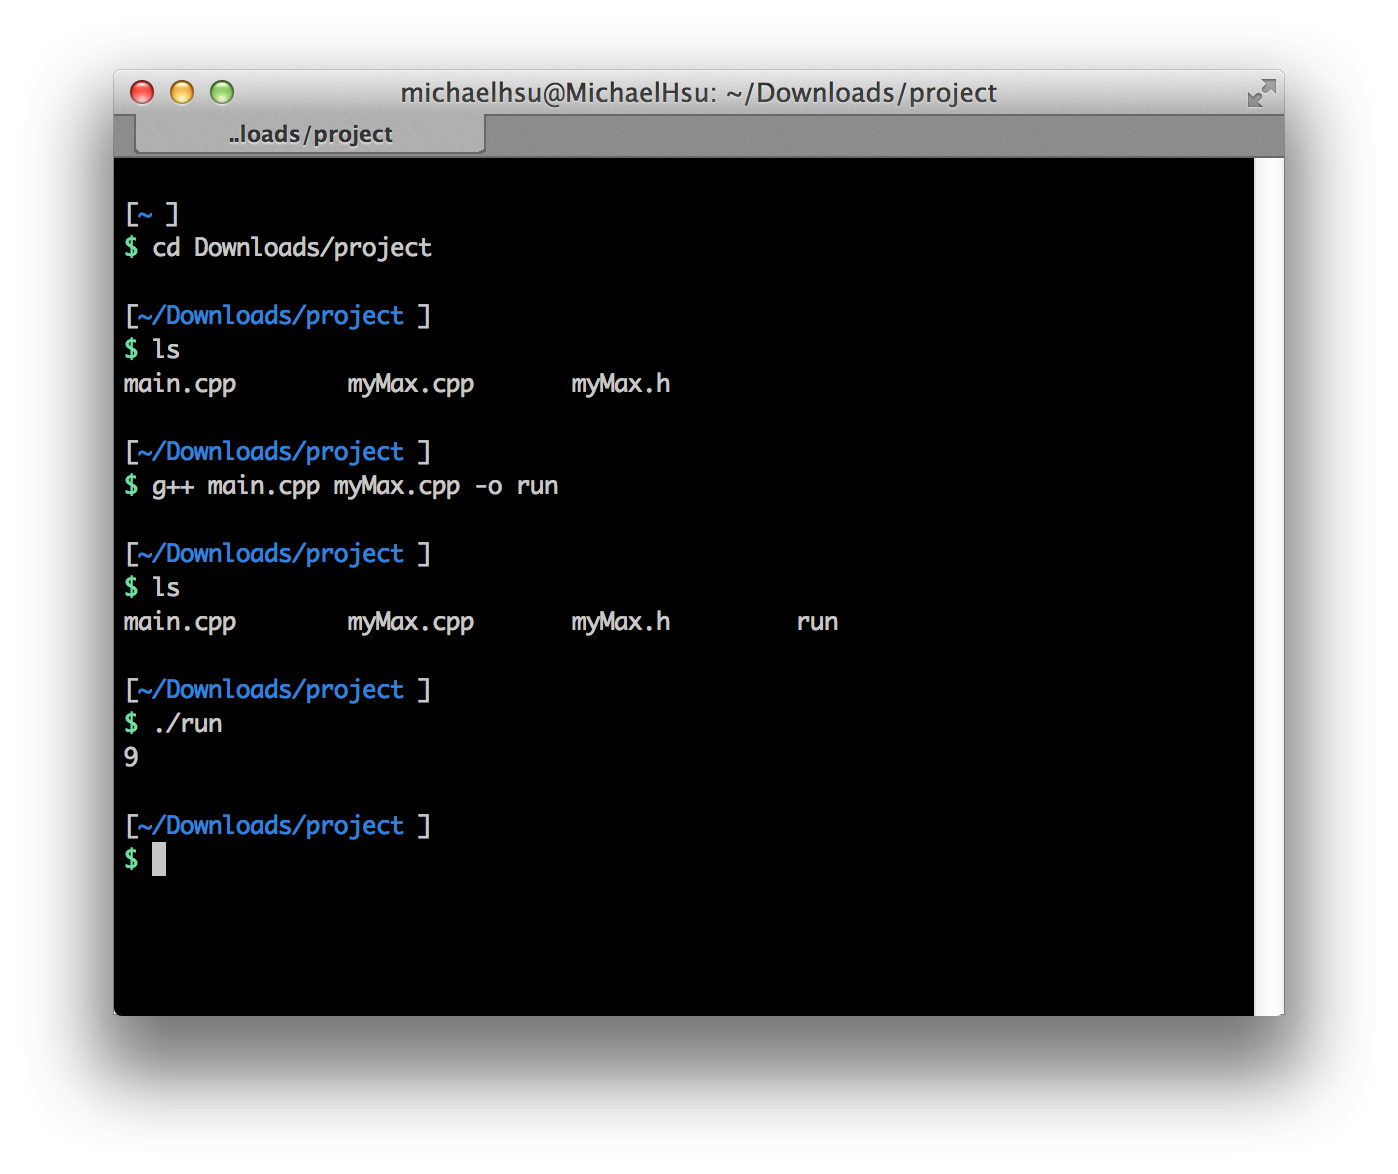 michaelhsu@MichaelHsu: ~/Downloads/project
..loads/project
[~ ]
$ cd Downloads/project
[~/Downloads/project ]
$ ls
main.cpp myMax.cpp myMax.h
[~/Downloads/project ]
$ g++ main.cpp myMax.cpp -o run
[~/Downloads/project ]
$ ls
main.cpp myMax.cpp myMax.h run
[~/Downloads/project ]
$ ./run
9
[~/Downloads/project ]
$